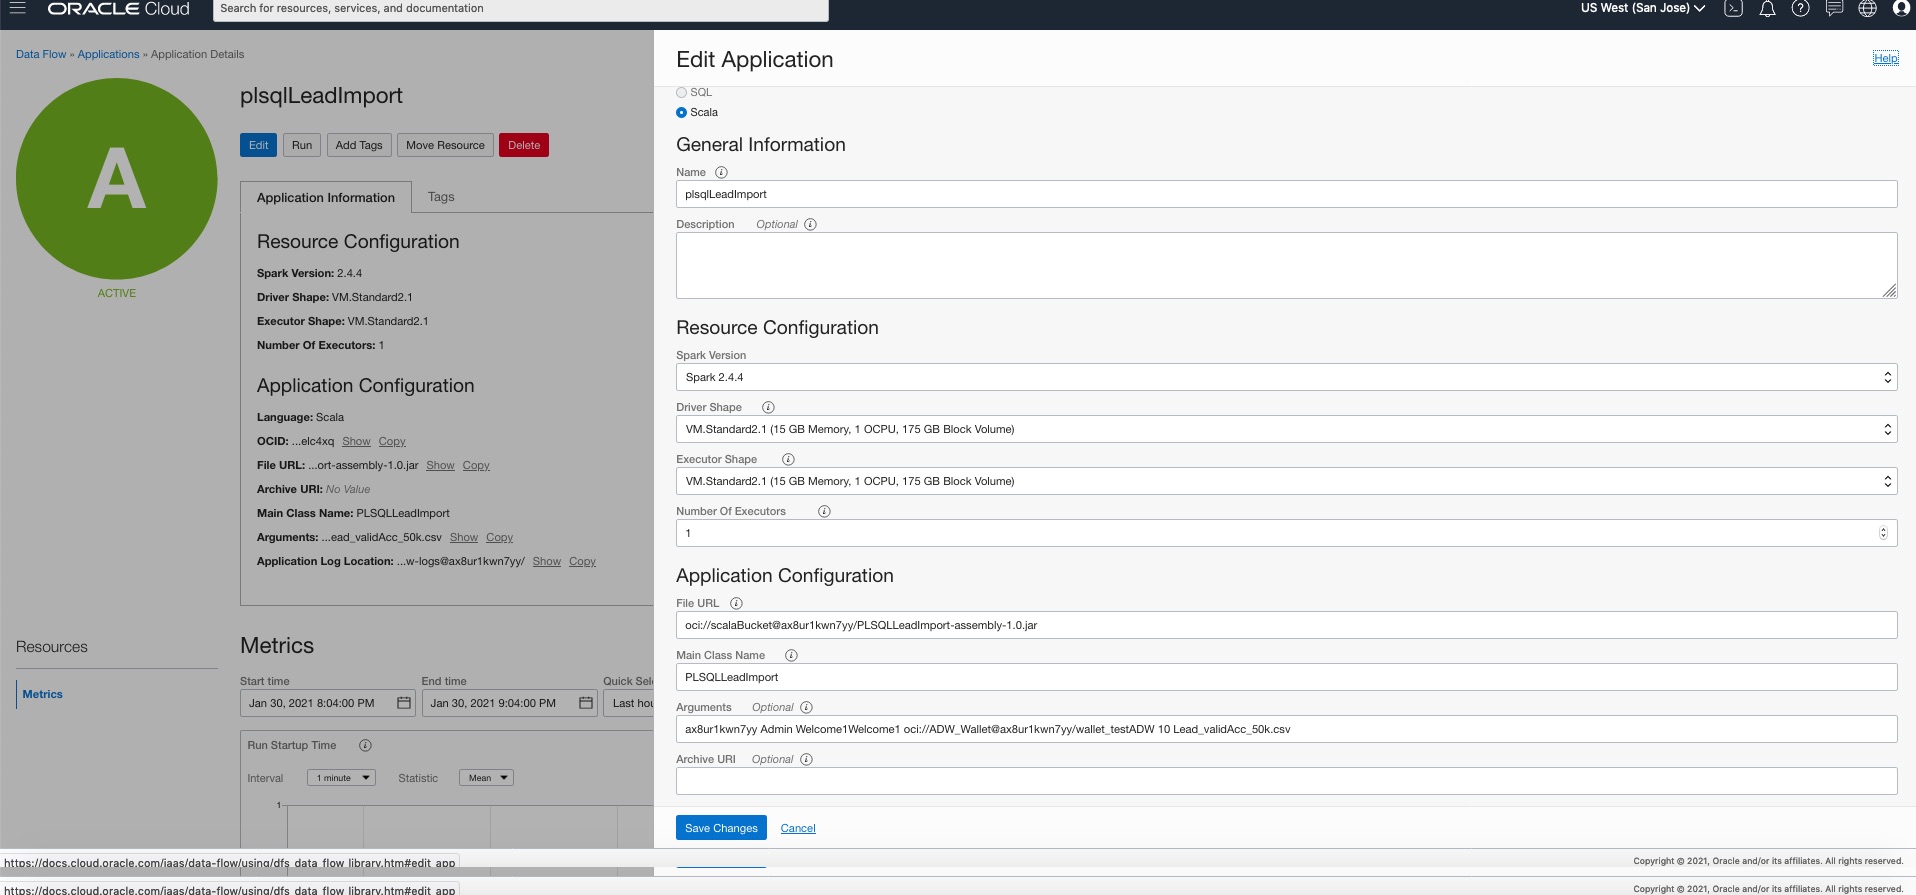 ORACLE Cloud
Search for resources, services, and documentation
US West (San Jose)
Data Flow » Applications » Application Details
A
ACTIVE
plsqlLeadImport
Edit Run Add Tags Move Resource Delete
Application Information Tags
Resource Configuration
Spark Version: 2.4.4
Driver Shape: VM.Standard2.1
Executor Shape: VM.Standard2.1
Number Of Executors: 1
Application Configuration
Language: Scala
OCID: ...elc4xq Show Copy
File URL: ...ort-assembly-1.0.jar Show Copy
Archive URI: No Value
Main Class Name: PLSQLLeadImport
Arguments: ...ead_validAcc_50k.csv Show Copy
Application Log Location: ...w-logs@ax8ur1kwn7yy/ Show Copy
Resources
Metrics
Metrics
Start time End time Quick Sel
Jan 30, 2021 8:04:00 PM Jan 30, 2021 9:04:00 PM Last hou
Run Startup Time
Interval 1 minute Statistic Mean
1
Edit Application
Help
SQL
Scala
General Information
Name
plsqlLeadImport
Description Optional
Resource Configuration
Spark Version
Spark 2.4.4
Driver Shape
VM.Standard2.1 (15 GB Memory, 1 OCPU, 175 GB Block Volume)
Executor Shape
VM.Standard2.1 (15 GB Memory, 1 OCPU, 175 GB Block Volume)
Number Of Executors
1
Application Configuration
File URL
oci://scalaBucket@ax8ur1kwn7yy/PLSQLLeadImport-assembly-1.0.jar
Main Class Name
PLSQLLeadImport
Arguments Optional
ax8ur1kwn7yy Admin Welcome1Welcome1 oci://ADW_Wallet@ax8ur1kwn7yy/wallet_testADW 10 Lead_validAcc_50k.csv
Archive URI Optional
Save Changes Cancel
https://docs.cloud.oracle.com/iaas/data-flow/using/dfs_data_flow_library.htm#edit_app
Copyright © 2021, Oracle and/or its affiliates. All rights reserved.
https://docs.cloud.oracle.com/iaas/data-flow/using/dfs_data_flow_library.htm#edit_app
Copyright © 2021, Oracle and/or its affiliates. All rights reserved.